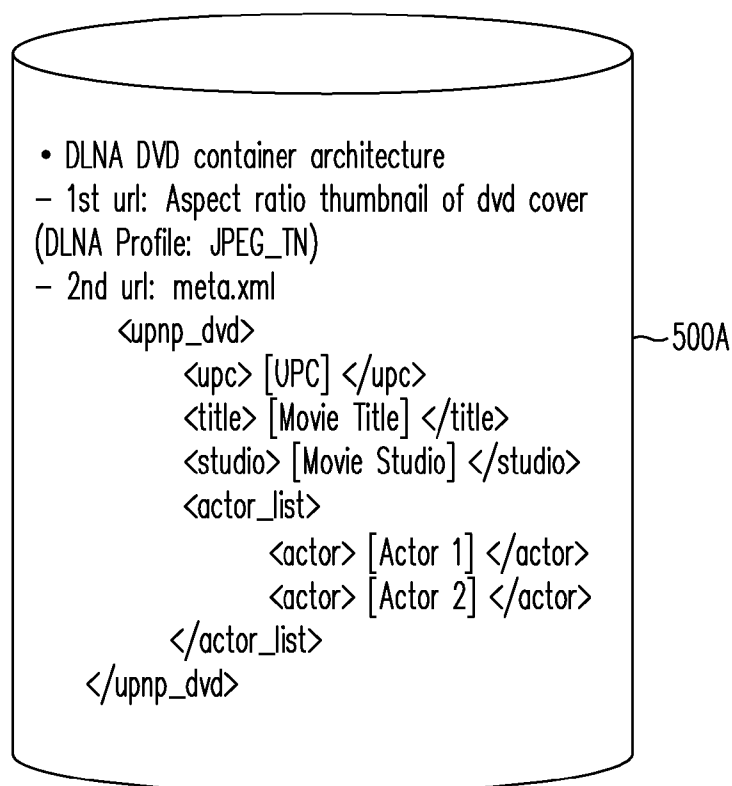 • DLNA DVD container architecture
– 1st url: Aspect ratio thumbnail of dvd cover
(DLNA Profile: JPEG_TN)
– 2nd url: meta.xml
<upnp_dvd>
<upc> [UPC] </upc>
<title> [Movie Title] </title>
<studio> [Movie Studio] </studio>
<actor_list>
<actor> [Actor 1] </actor>
<actor> [Actor 2] </actor>
</actor_list>
</upnp_dvd>
500A